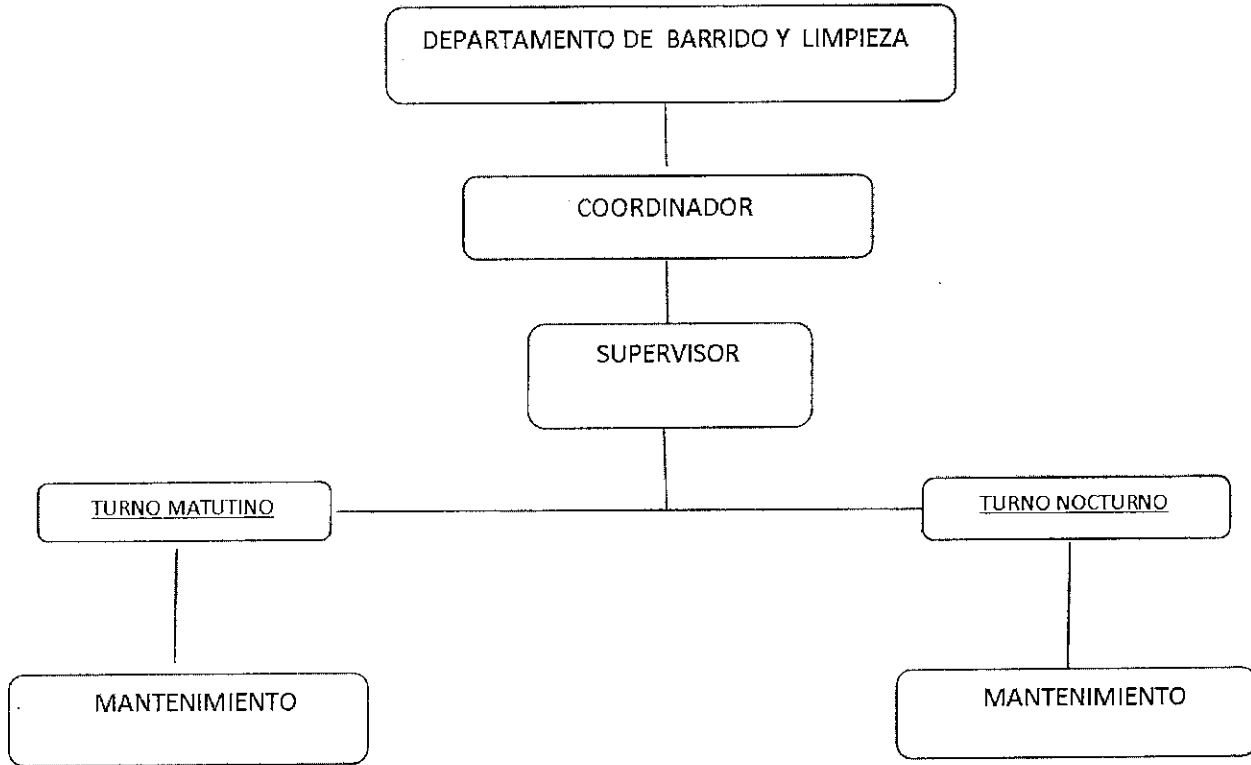 DEPARTAMENTO DE BARRIDO Y LIMPIEZA
COORDINADOR
SUPERVISOR
TURNO MATUTINO
TURNO NOCTURNO
MANTENIMIENTO
MANTENIMIENTO